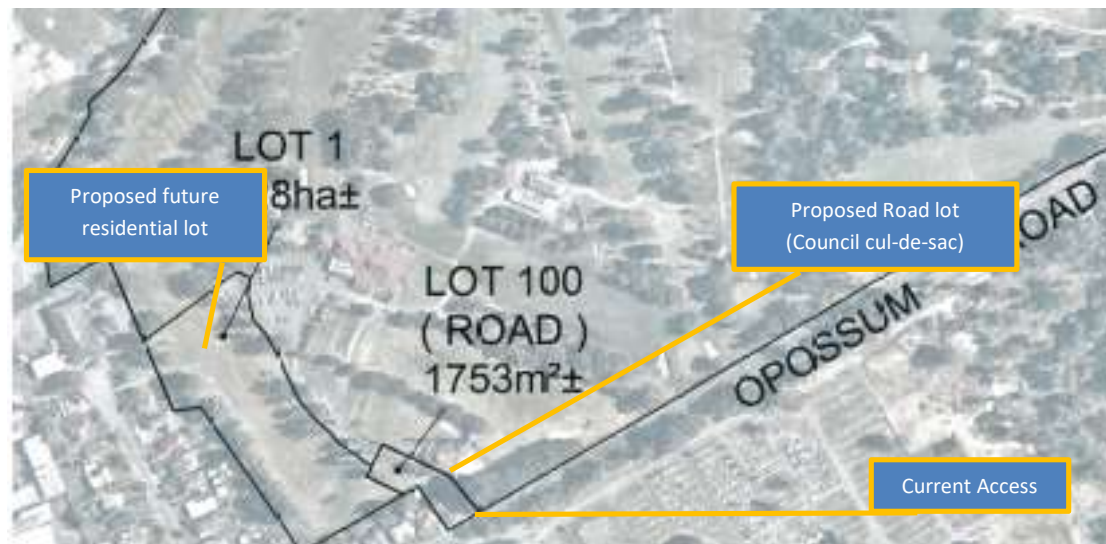 LOT 1
8ha±
Proposed future
residential lot
Proposed Road lot
(Council cul-de-sac)
LOT 100
( ROAD )
1753m²±
OPOSSUM ROAD
Current Access